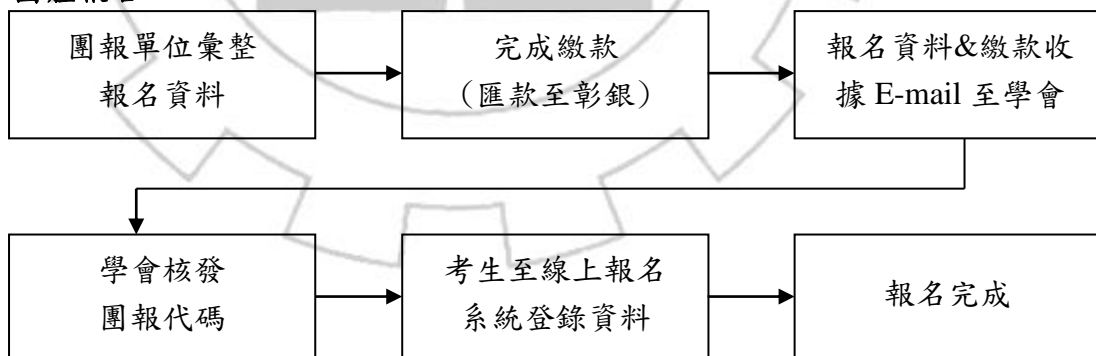 團報單位彙整
報名資料
完成繳款
（匯款至彰銀）
報名資料&繳款收
據 E-mail 至學會
學會核發
團報代碼
考生至線上報名
系統登錄資料
報名完成